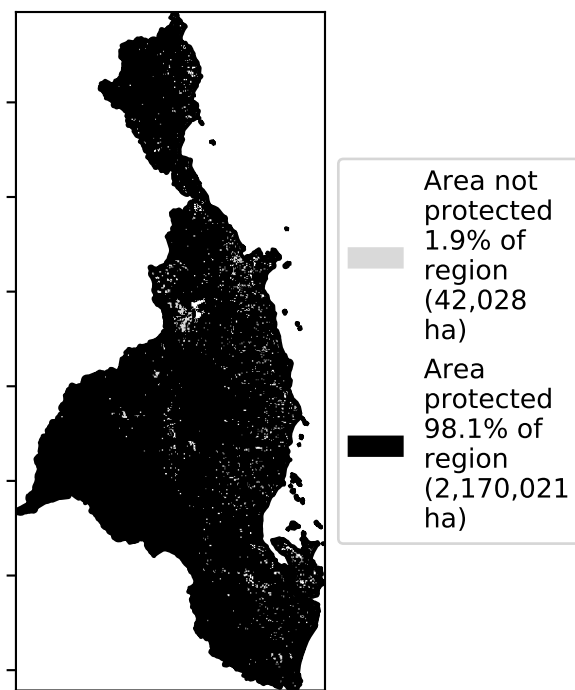 Area not
protected
1.9% of
region
(42,028
ha)
Area
protected
98.1% of
region
(2,170,021
ha)